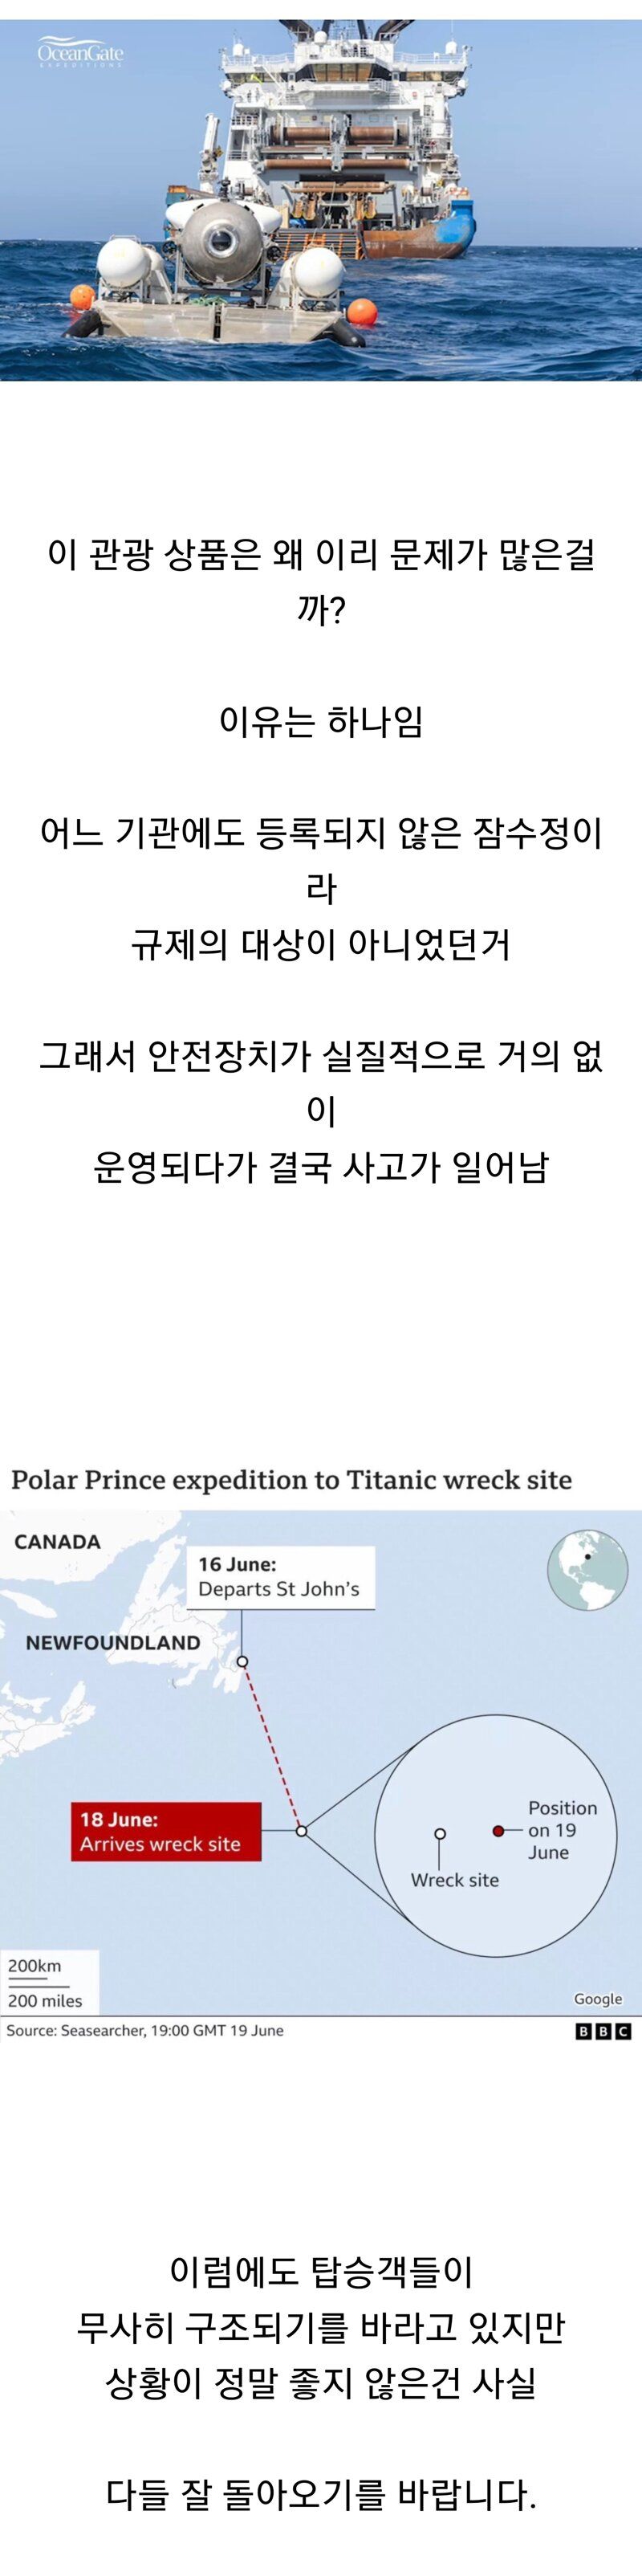 OceanGate
EXPEDITIONS
이 관광 상품은 왜 이리 문제가 많은걸
까?
이유는 하나임
어느 기관에도 등록되지 않은 잠수정이
라
규제의 대상이 아니었던거
그래서 안전장치가 실질적으로 거의 없
이
운영되다가 결국 사고가 일어남
Polar Prince expedition to Titanic wreck site
CANADA
16 June:
Departs St John's
NEWFOUNDLAND
18 June:
Arrives wreck site
Position
on 19
June
Wreck site
200km
200 miles
Google
Source: Seasearcher, 19:00 GMT 19 June
BBC
이럼에도 탑승객들이
무사히 구조되기를 바라고 있지만
상황이 정말 좋지 않은건 사실
다들 잘 돌아오기를 바랍니다.